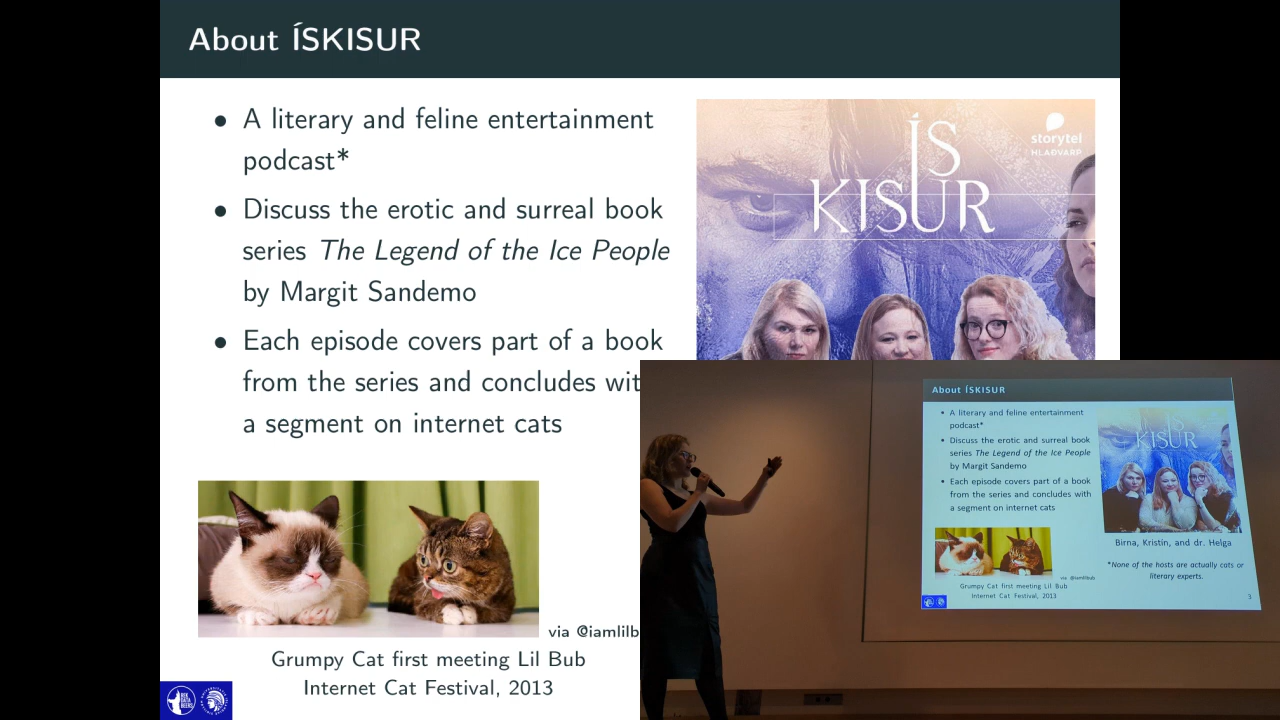 About ÍSKISUR
• A literary and feline entertainment
podcast*
• Discuss the erotic and surreal book
series The Legend of the Ice People
by Margit Sandemo
• Each episode covers part of a book
from the series and concludes wit
a segment on internet cats
storytel
HLAÐVARP
ÍS
KISUR
via @iamlilb
Grumpy Cat first meeting Lil Bub
Internet Cat Festival, 2013
About ÍSKISUR
• A literary and feline entertainment
podcast*
• Discuss the erotic and surreal book
series The Legend of the Ice People
by Margit Sandemo
• Each episode covers part of a book
from the series and concludes with
a segment on internet cats
ÍS
KISUR
Birna, Kristín, and dr. Helga
*None of the hosts are actually cats or
literary experts.
via @iamlilbub
Grumpy Cat first meeting Lil Bub
Internet Cat Festival, 2013
3